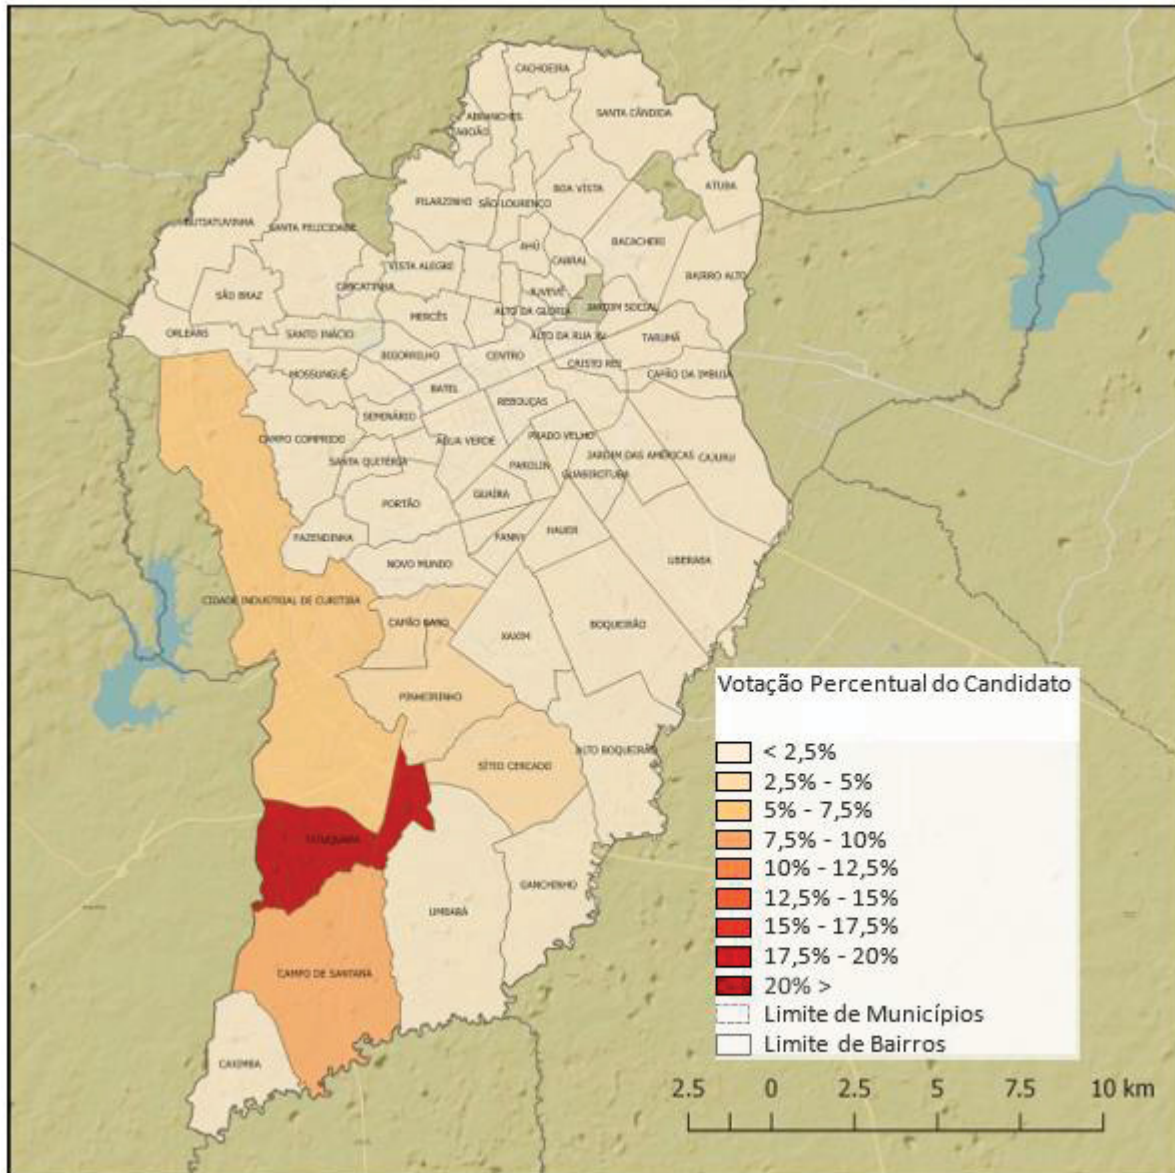 CACHOEIRA
ABRANCHES
SANTA CÂNDIDA
TABOÃO
ATUBA
BOA VISTA
PILARZINHO
SÃO LOURENÇO
BUTIATUVINHA
SANTA FELICIDADE
AHÚ
BACACHERI
CABRAL
VISTA ALEGRE
BAIRRO ALTO
CASCATINHA
SÃO BRAZ
JUVEVÊ
JARDIM SOCIAL
ALTO DA GLÓRIA
MERCÊS
ORLEANS
SANTO INÁCIO
ALTO DA RUA XV
TARUMÃ
BIGORRILHO
CENTRO
CRISTO REI
MOSSUNGUÊ
CAPÃO DA IMBUIA
BATEL
REBOUÇAS
SEMINÁRIO
CAMPO COMPRIDO
ÁGUA VERDE
PRADO VELHO
JARDIM DAS AMÉRICAS
CAJURU
SANTA QUITÉRIA
PAROLIN
GUABIROTUBA
GUAÍRA
PORTÃO
FAZENDINHA
FANNY
HAUER
NOVO MUNDO
UBERABA
CIDADE INDUSTRIAL DE CURITIBA
CAPÃO RASO
BOQUEIRÃO
XAXIM
PINHEIRINHO
ALTO BOQUEIRÃO
SÍTIO CERCADO
TATUQUARA
GANCHINHO
UMBARÁ
CAMPO DE SANTANA
CAXIMBA
Votação Percentual do Candidato
< 2,5%
2,5% - 5%
5% - 7,5%
7,5% - 10%
10% - 12,5%
12,5% - 15%
15% - 17,5%
17,5% - 20%
20% >
Limite de Municípios
Limite de Bairros
2.5 0 2.5 5 7.5 10 km